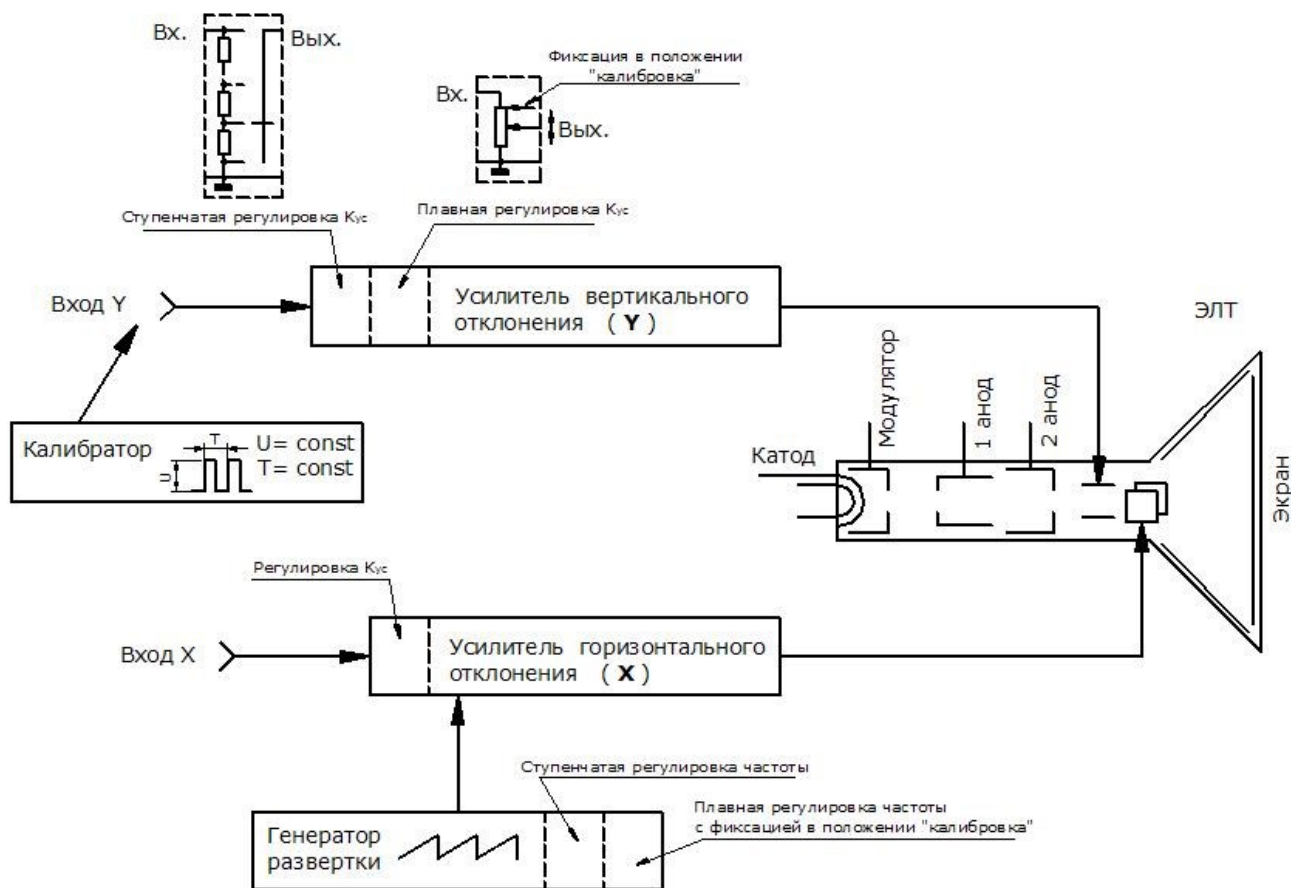 Вх.
Вых.
Фиксация в положении
"калибровка"
Вх.
Вых.
Ступенчатая регулировка Kус
Плавная регулировка Kус
Вход Y
Усилитель вертикального
отклонения ( Y )
ЭЛТ
Калибратор
U
T
U= const
T= const
Катод
Модулятор
1 анод
2 анод
Экран
Регулировка Kус
Вход X
Усилитель горизонтального
отклонения ( X )
Ступенчатая регулировка частоты
Плавная регулировка частоты
с фиксацией в положении "калибровка"
Генератор
развертки